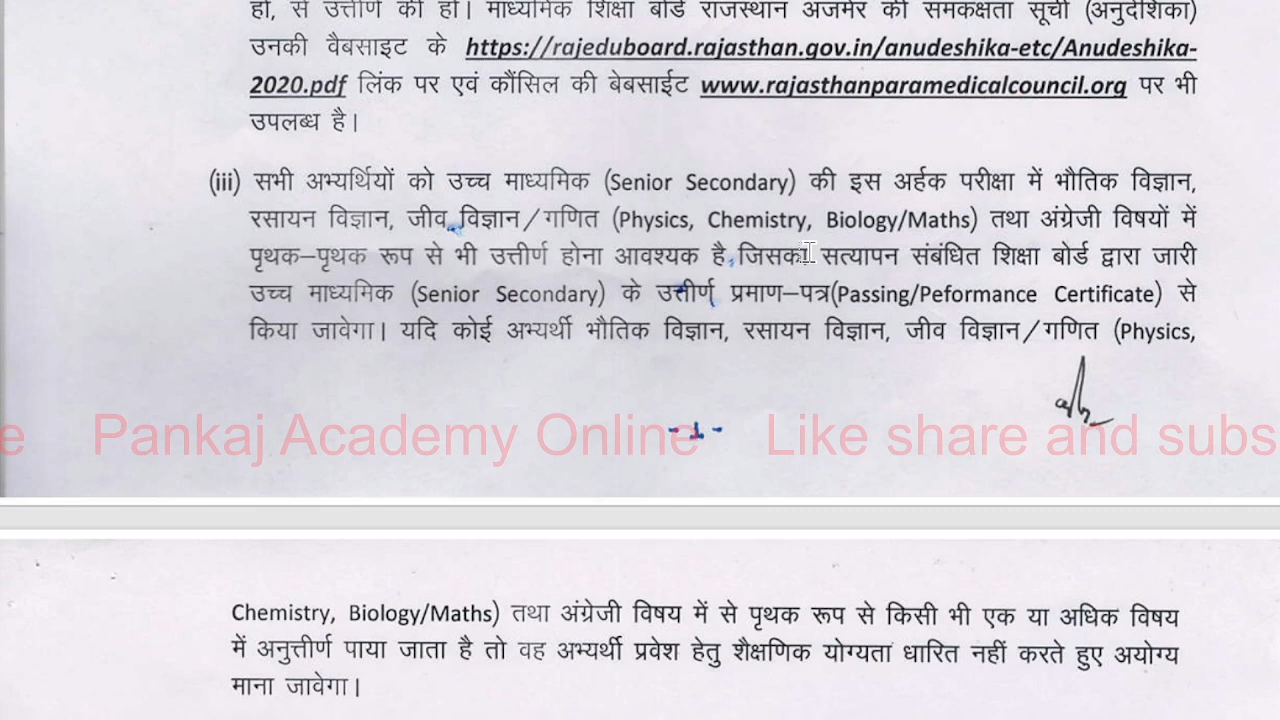 हो, से उत्तीर्ण की हो। माध्यमिक शिक्षा बोर्ड राजस्थान अजमेर की समकक्षता सूची (अनुदेशिका)
उनकी वैबसाइट के https://rajeduboard.rajasthan.gov.in/anudeshika-etc/Anudeshika-
2020.pdf लिंक पर एवं कौंसिल की बेबसाईट www.rajasthanparamedicalcouncil.org पर भी
उपलब्ध है।
(iii) सभी अभ्यर्थियों को उच्च माध्यमिक (Senior Secondary) की इस अर्हक परीक्षा में भौतिक विज्ञान,
रसायन विज्ञान, जीव विज्ञान/गणित (Physics, Chemistry, Biology/Maths) तथा अंग्रेजी विषयों में
पृथक–पृथक रूप से भी उत्तीर्ण होना आवश्यक है, जिसका सत्यापन संबंधित शिक्षा बोर्ड द्वारा जारी
उच्च माध्यमिक (Senior Secondary) के उत्तीर्ण प्रमाण–पत्र(Passing/Peformance Certificate) से
किया जावेगा। यदि कोई अभ्यर्थी भौतिक विज्ञान, रसायन विज्ञान, जीव विज्ञान/गणित (Physics,
e Pankaj Academy Online Like share and subs
-1-
Chemistry, Biology/Maths) तथा अंग्रेजी विषय में से पृथक रूप से किसी भी एक या अधिक विषय
में अनुत्तीर्ण पाया जाता है तो वह अभ्यर्थी प्रवेश हेतु शैक्षणिक योग्यता धारित नहीं करते हुए अयोग्य
माना जावेगा।